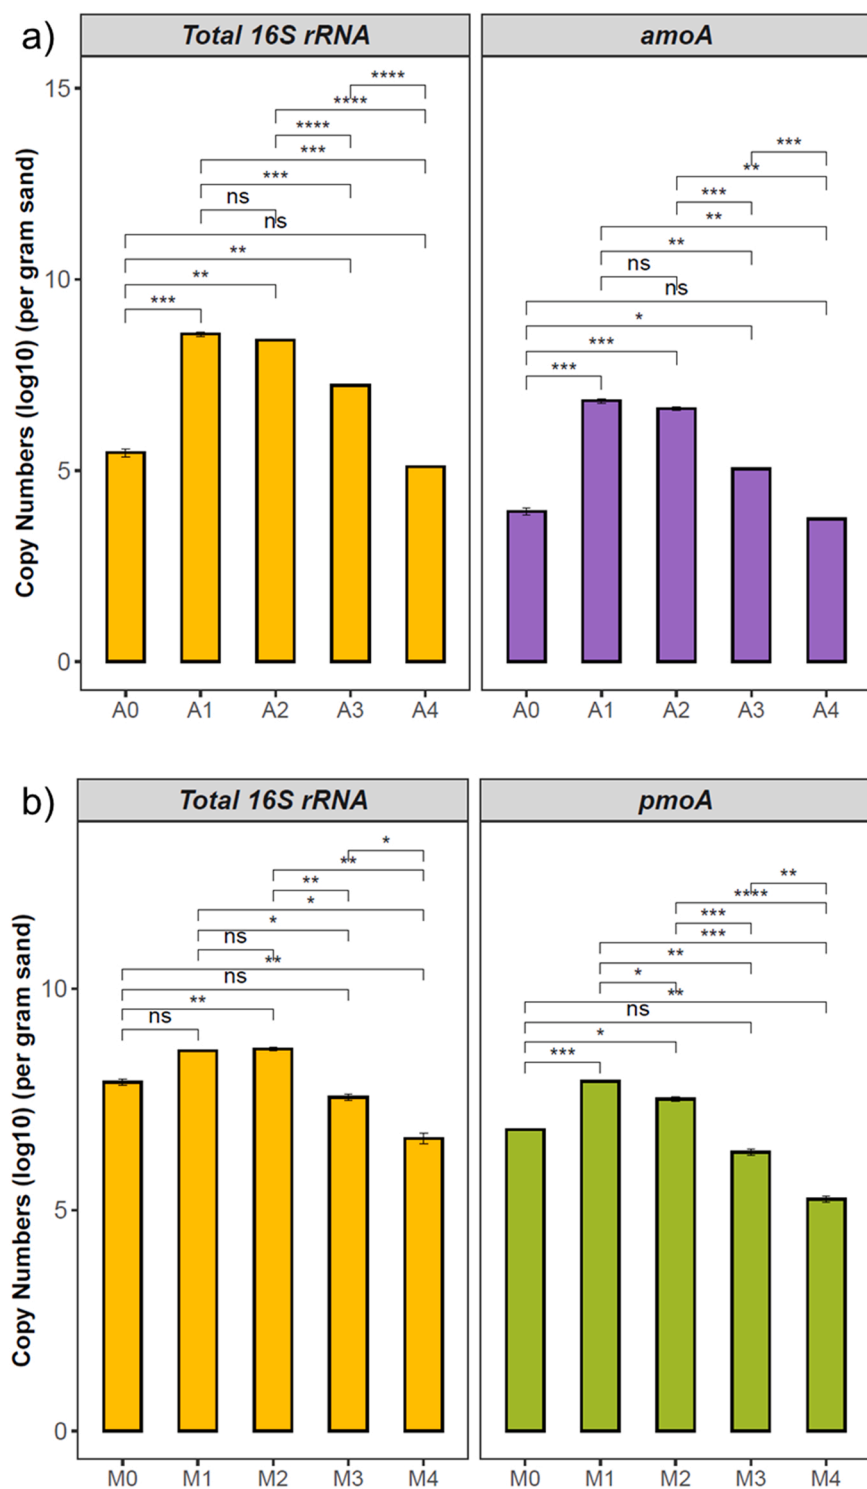 a)
Total 16S rRNA
amoA
Copy Numbers (log10) (per gram sand)
15
10
5
0
****
****
****
***
***
ns
ns
**
**
***
***
**
***
**
**
ns
ns
*
***
***
A0 A1 A2 A3 A4
A0 A1 A2 A3 A4
b)
Total 16S rRNA
pmoA
Copy Numbers (log10) (per gram sand)
10
5
0
*
**
**
*
*
ns
**
ns
**
ns
**
****
***
***
**
*
**
ns
*
***
M0 M1 M2 M3 M4
M0 M1 M2 M3 M4